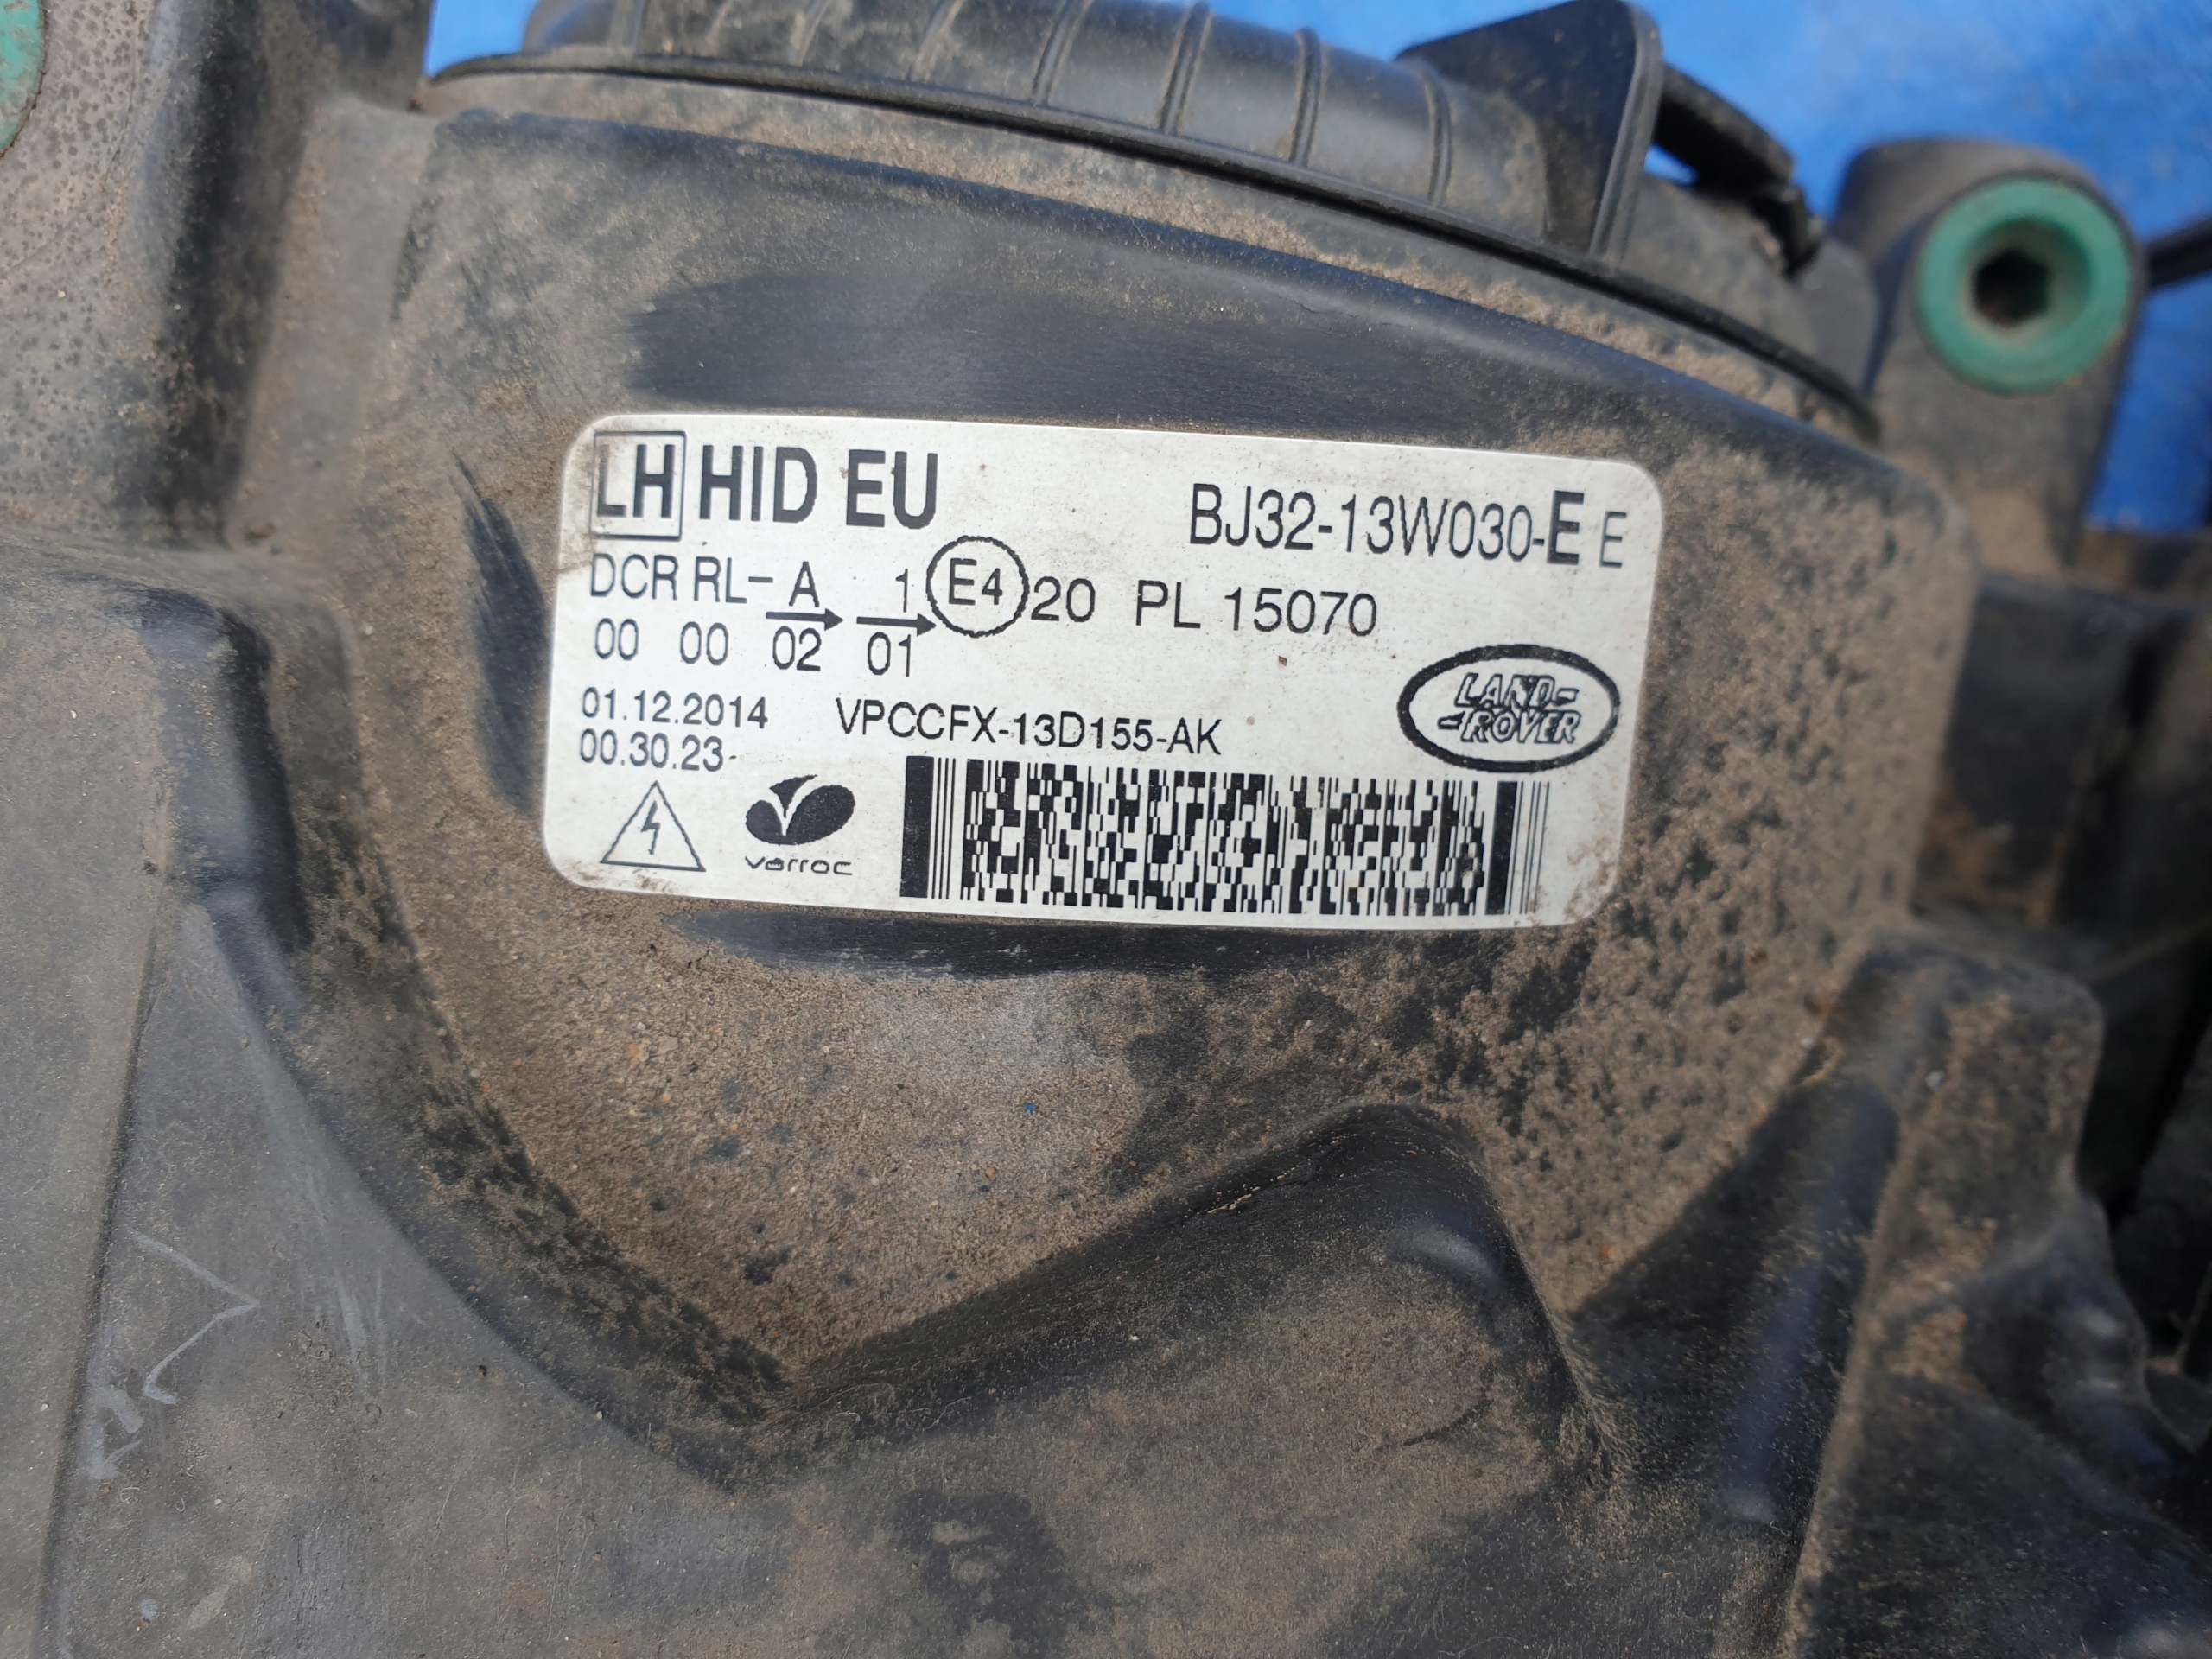 LH HID EU BJ32-13W030-E E
DCR RL- A 1 E4 20 PL 15070
00 00 02 01
01.12.2014 VPCCFX-13D155-AK
00.30.23
LAND-
-ROVER
varroc